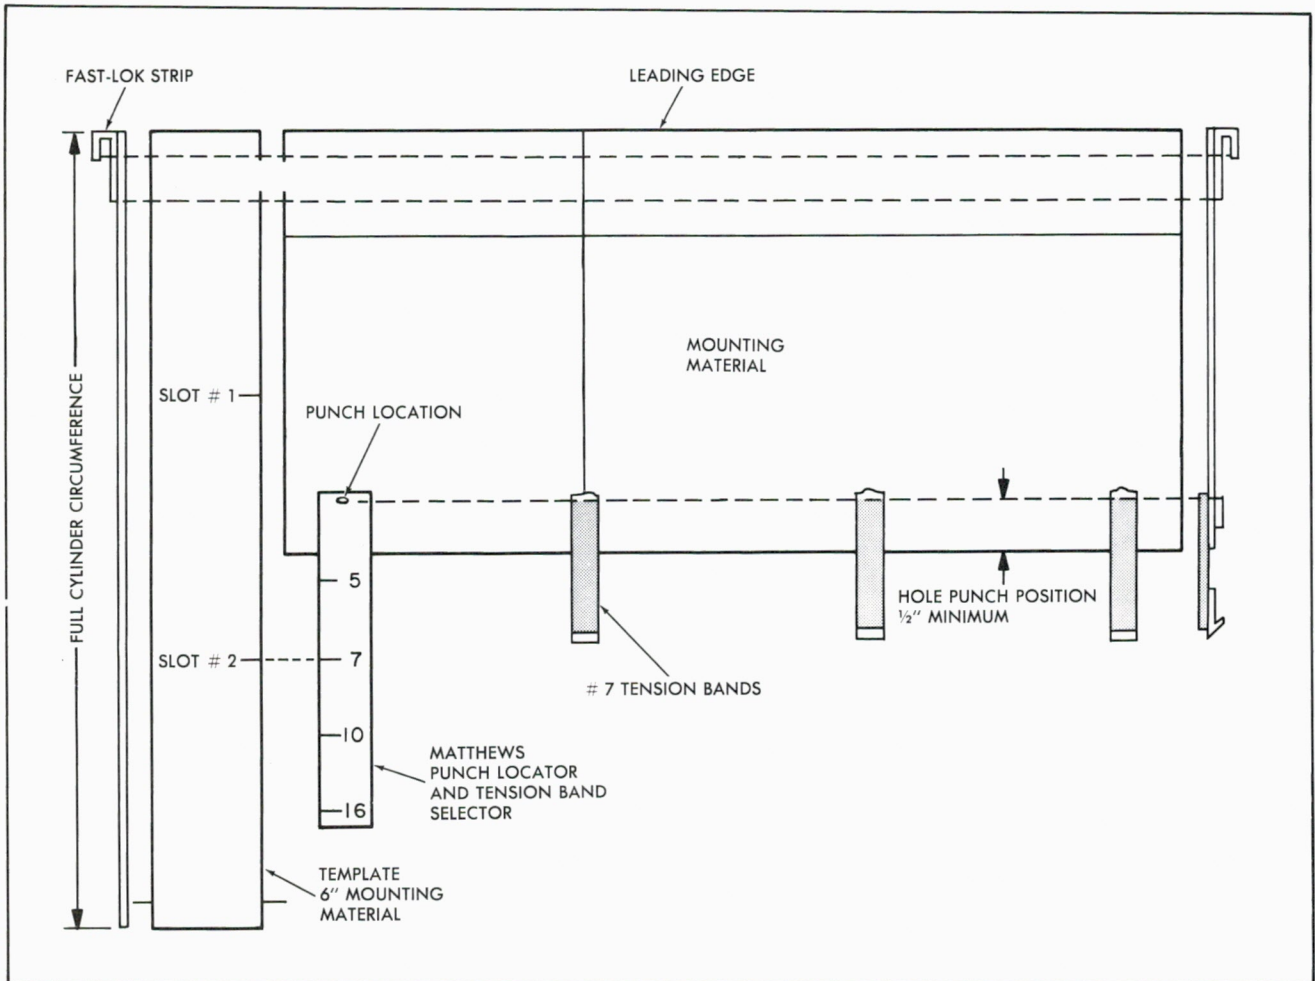 FAST-LOK STRIP
LEADING EDGE
MOUNTING
MATERIAL
SLOT # 1
PUNCH LOCATION
FULL CYLINDER CIRCUMFERENCE
5
HOLE PUNCH POSITION
½" MINIMUM
SLOT # 2
7
# 7 TENSION BANDS
10
MATTHEWS
PUNCH LOCATOR
AND TENSION BAND
SELECTOR
16
TEMPLATE
6" MOUNTING
MATERIAL